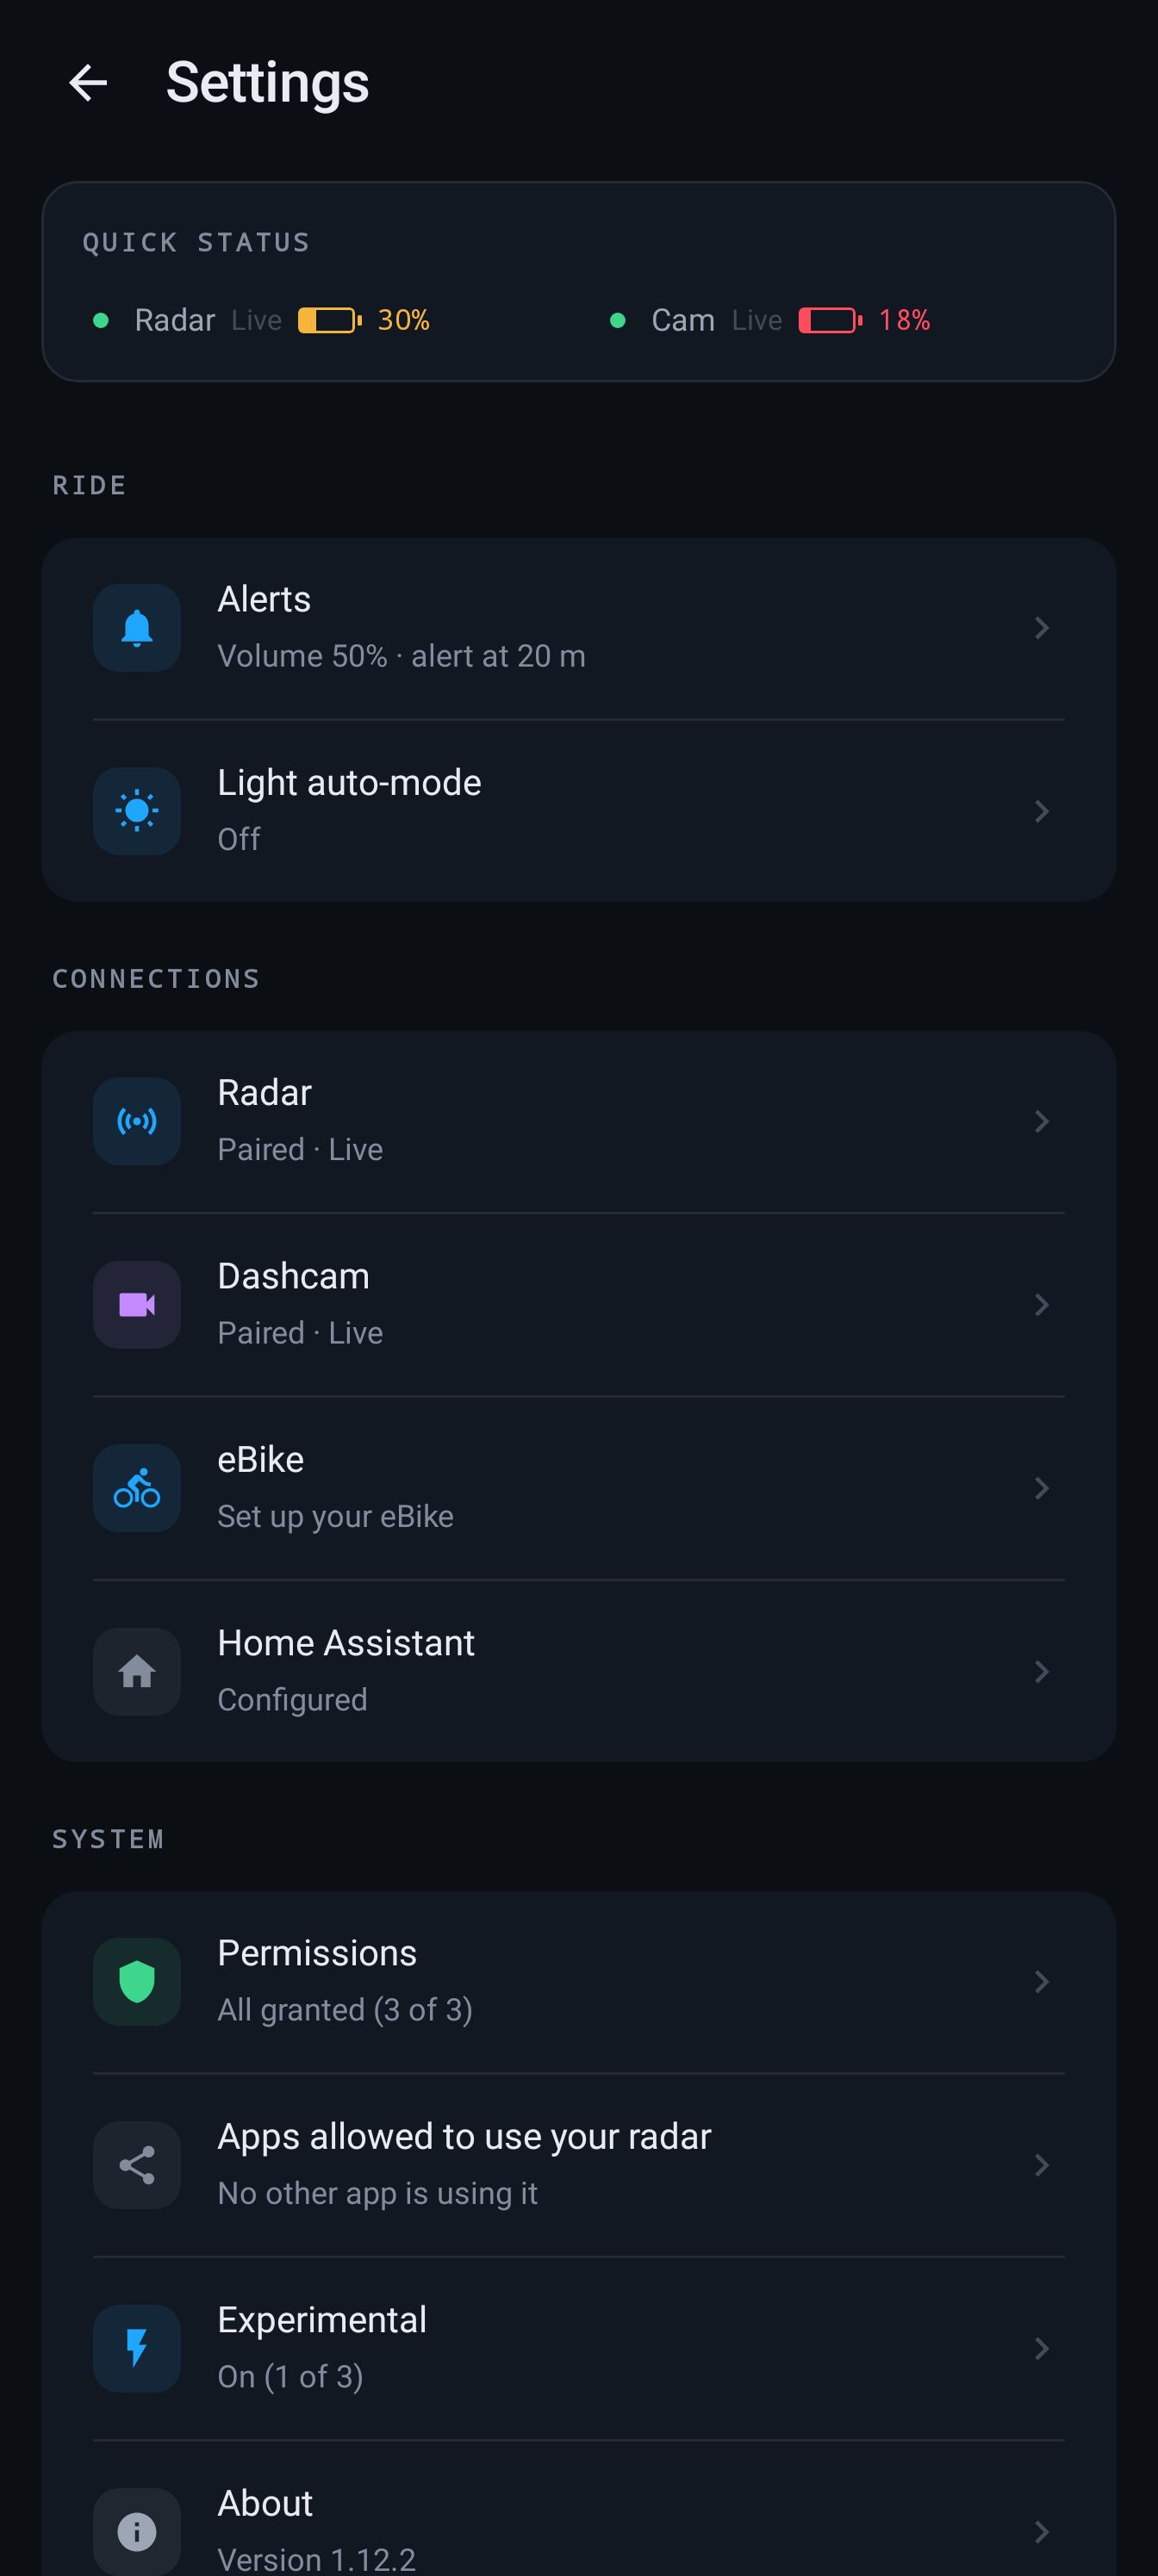 Settings
QUICK STATUS
Radar Live 30% Cam Live 18%
RIDE
Alerts
Volume 50% · alert at 20 m
Light auto-mode
Off
CONNECTIONS
Radar
Paired · Live
Dashcam
Paired · Live
eBike
Set up your eBike
Home Assistant
Configured
SYSTEM
Permissions
All granted (3 of 3)
Apps allowed to use your radar
No other app is using it
Experimental
On (1 of 3)
About
Version 1.12.2